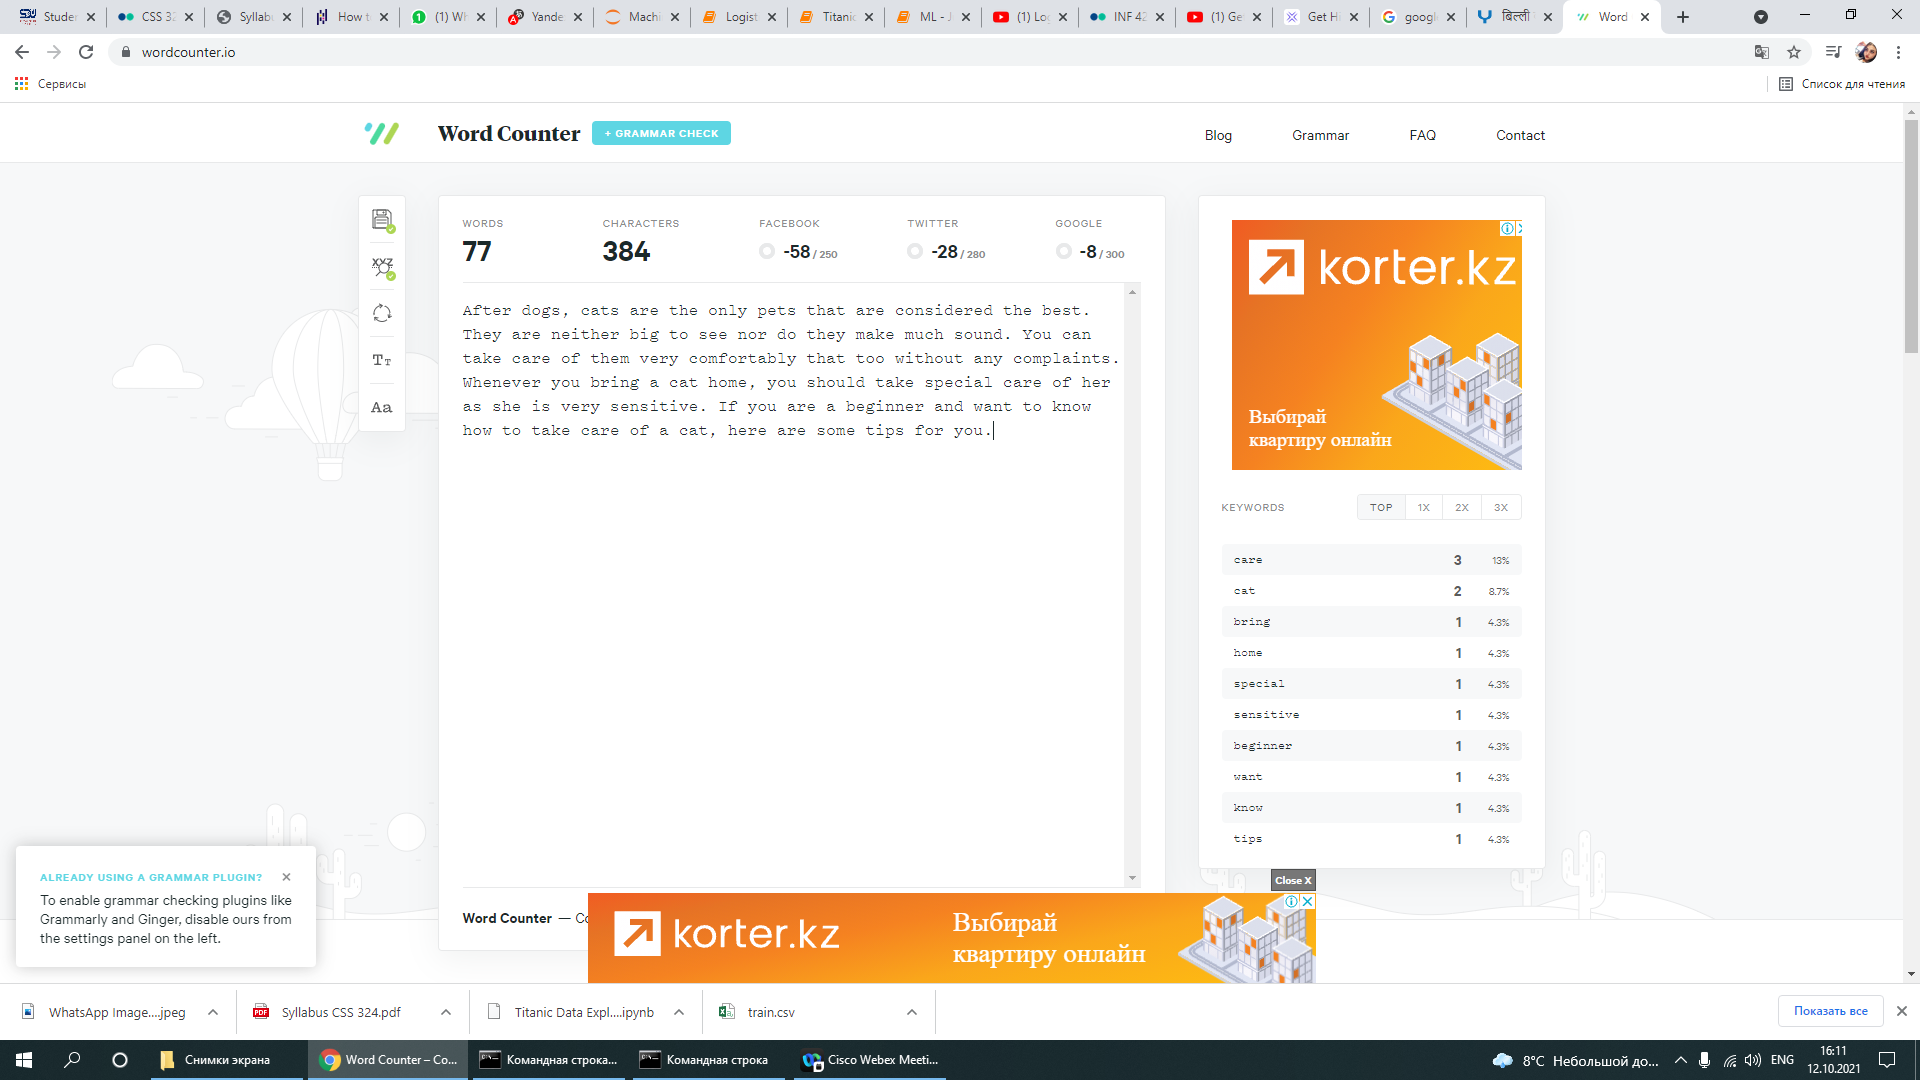 Studen
CSS 32
Syllabu
How to
(1) Wh
Yande
Machi
Logist
Titanic
ML - J
(1) Log
INF 42
(1) Ge
Get Hi
google
बिल्ली
Word
wordcounter.io
Сервисы
Список для чтения
Word Counter
+ GRAMMAR CHECK
Blog
Grammar
FAQ
Contact
WORDS
77
CHARACTERS
384
FACEBOOK
-58 / 250
TWITTER
-28 / 280
GOOGLE
-8 / 300
After dogs, cats are the only pets that are considered the best.
They are neither big to see nor do they make much sound. You can
take care of them very comfortably that too without any complaints.
Whenever you bring a cat home, you should take special care of her
as she is very sensitive. If you are a beginner and want to know
how to take care of a cat, here are some tips for you.
XYZ
TT
Aa
korter.kz
Выбирай
квартиру онлайн
KEYWORDS
TOP 1X 2X 3X
care 3 13%
cat 2 8.7%
bring 1 4.3%
home 1 4.3%
special 1 4.3%
sensitive 1 4.3%
beginner 1 4.3%
want 1 4.3%
know 1 4.3%
tips 1 4.3%
ALREADY USING A GRAMMAR PLUGIN?
To enable grammar checking plugins like
Grammarly and Ginger, disable ours from
the settings panel on the left.
Word Counter — Co
Close X
korter.kz
Выбирай
квартиру онлайн
WhatsApp Image....jpeg
Syllabus CSS 324.pdf
Titanic Data Expl....ipynb
train.csv
Показать все
Снимки экрана
Word Counter – Co...
Командная строка...
Командная строка
Cisco Webex Meeti...
8°C Небольшой до...
ENG
16:11
12.10.2021